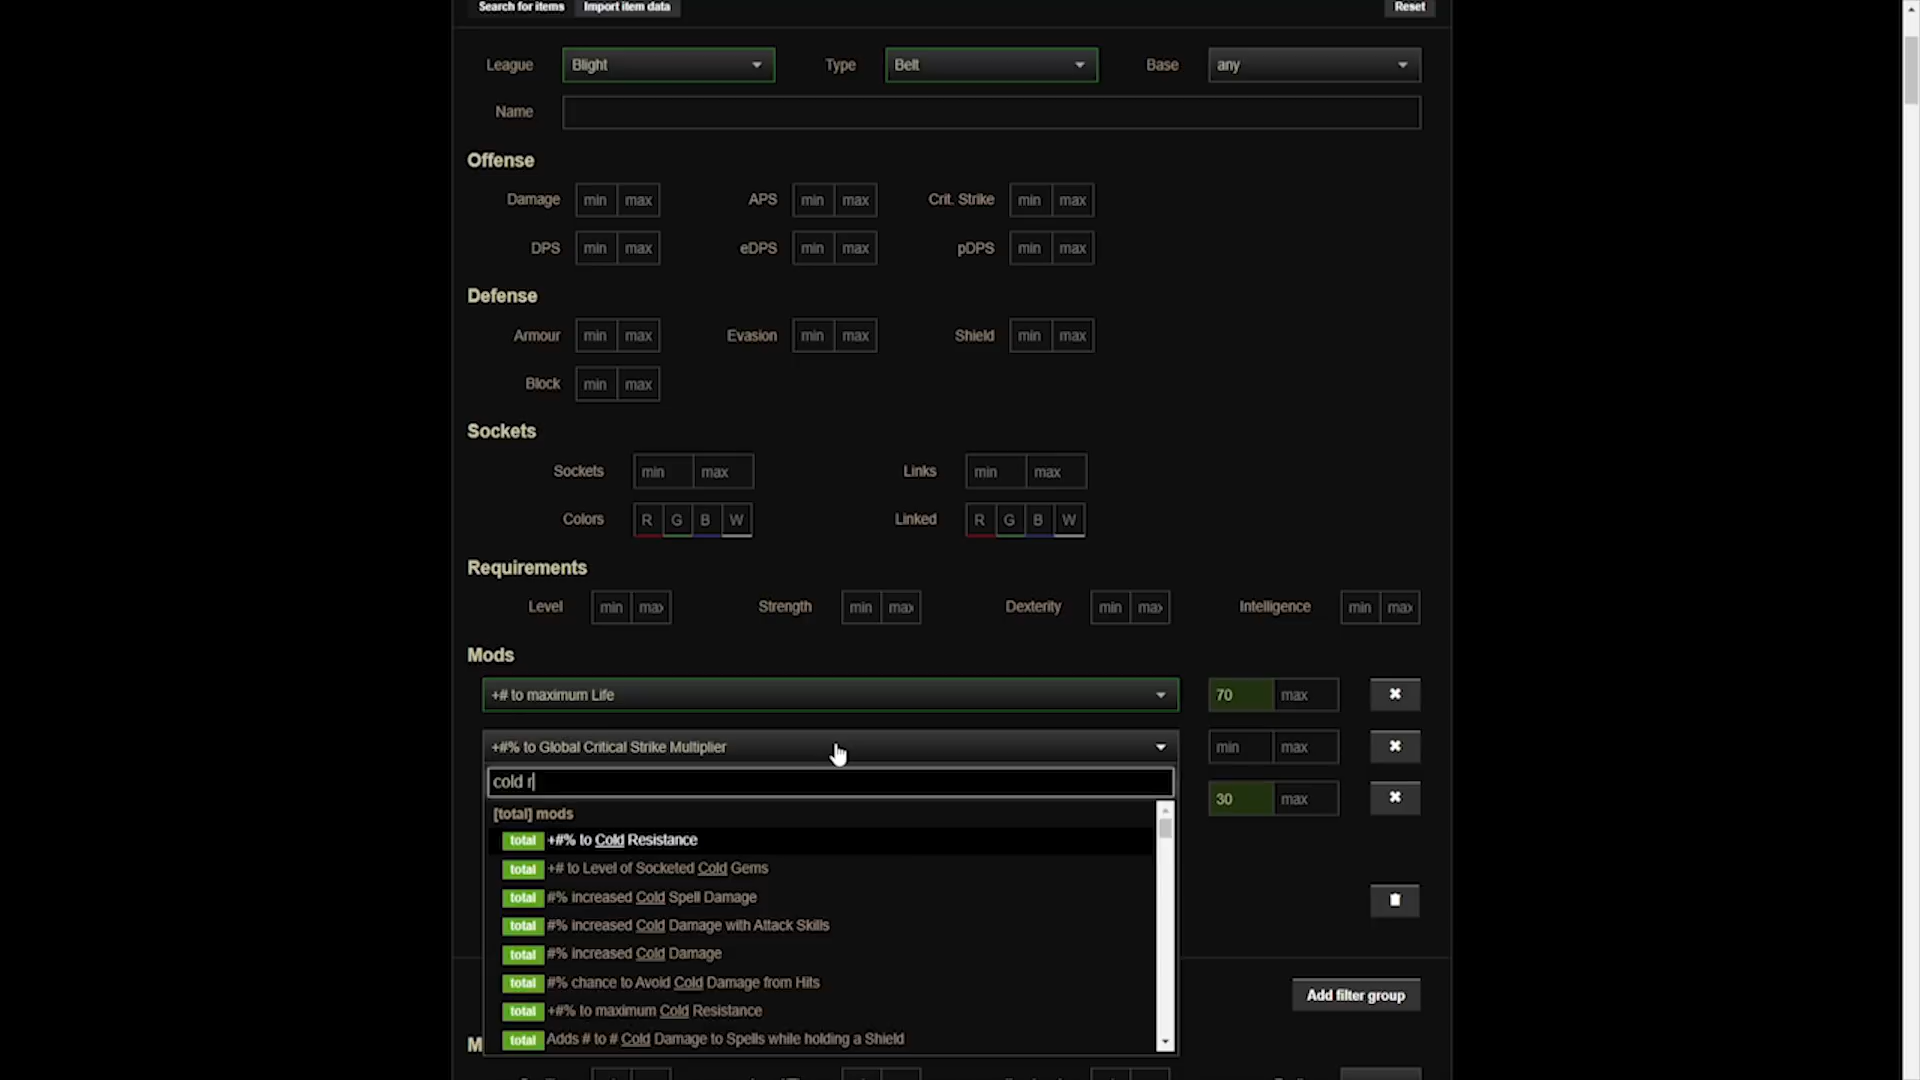 Search for items Import item data Reset
League Blight Type Belt Base any
Name
Offense
Damage min max APS min max Crit. Strike min max
DPS min max eDPS min max pDPS min max
Defense
Armour min max Evasion min max Shield min max
Block min max
Sockets
Sockets min max Links min max
Colors R G B W Linked R G B W
Requirements
Level min max Strength min max Dexterity min max Intelligence min max
Mods
+# to maximum Life 70 max
+#% to Global Critical Strike Multiplier min max
cold r
30 max
[total] mods
total +#% to Cold Resistance
total +# to Level of Socketed Cold Gems
total #% increased Cold Spell Damage
total #% increased Cold Damage with Attack Skills
total #% increased Cold Damage
total #% chance to Avoid Cold Damage from Hits
Add filter group
total +#% to maximum Cold Resistance
total Adds # to # Cold Damage to Spells while holding a Shield
M